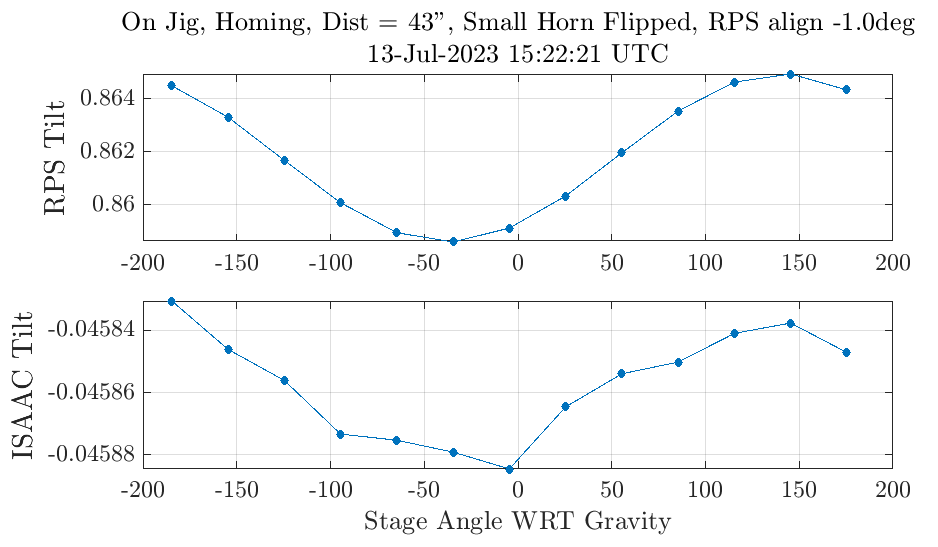 On Jig, Homing, Dist = 43", Small Horn Flipped, RPS align -1.0deg
13-Jul-2023 15:22:21 UTC
RPS Tilt
0.864
0.862
0.86
-200 -150 -100 -50 0 50 100 150 200
ISAAC Tilt
-0.04584
-0.04586
-0.04588
-200 -150 -100 -50 0 50 100 150 200
Stage Angle WRT Gravity